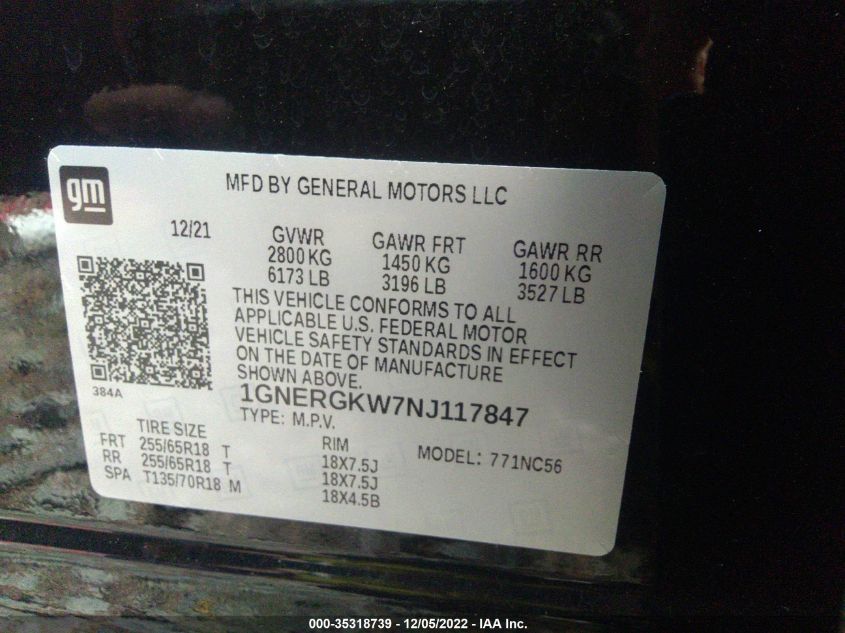 gm
MFD BY GENERAL MOTORS LLC
12/21 GVWR GAWR FRT GAWR RR
2800 KG 1450 KG 1600 KG
6173 LB 3196 LB 3527 LB
THIS VEHICLE CONFORMS TO ALL
APPLICABLE U.S. FEDERAL MOTOR
VEHICLE SAFETY STANDARDS IN EFFECT
ON THE DATE OF MANUFACTURE
SHOWN ABOVE.
384A
1GNERGKW7NJ117847
TYPE: M.P.V.
TIRE SIZE RIM MODEL: 771NC56
FRT 255/65R18 T 18X7.5J
RR 255/65R18 T 18X7.5J
SPA T135/70R18 M 18X4.5B
000-35318739 - 12/05/2022 - IAA Inc.